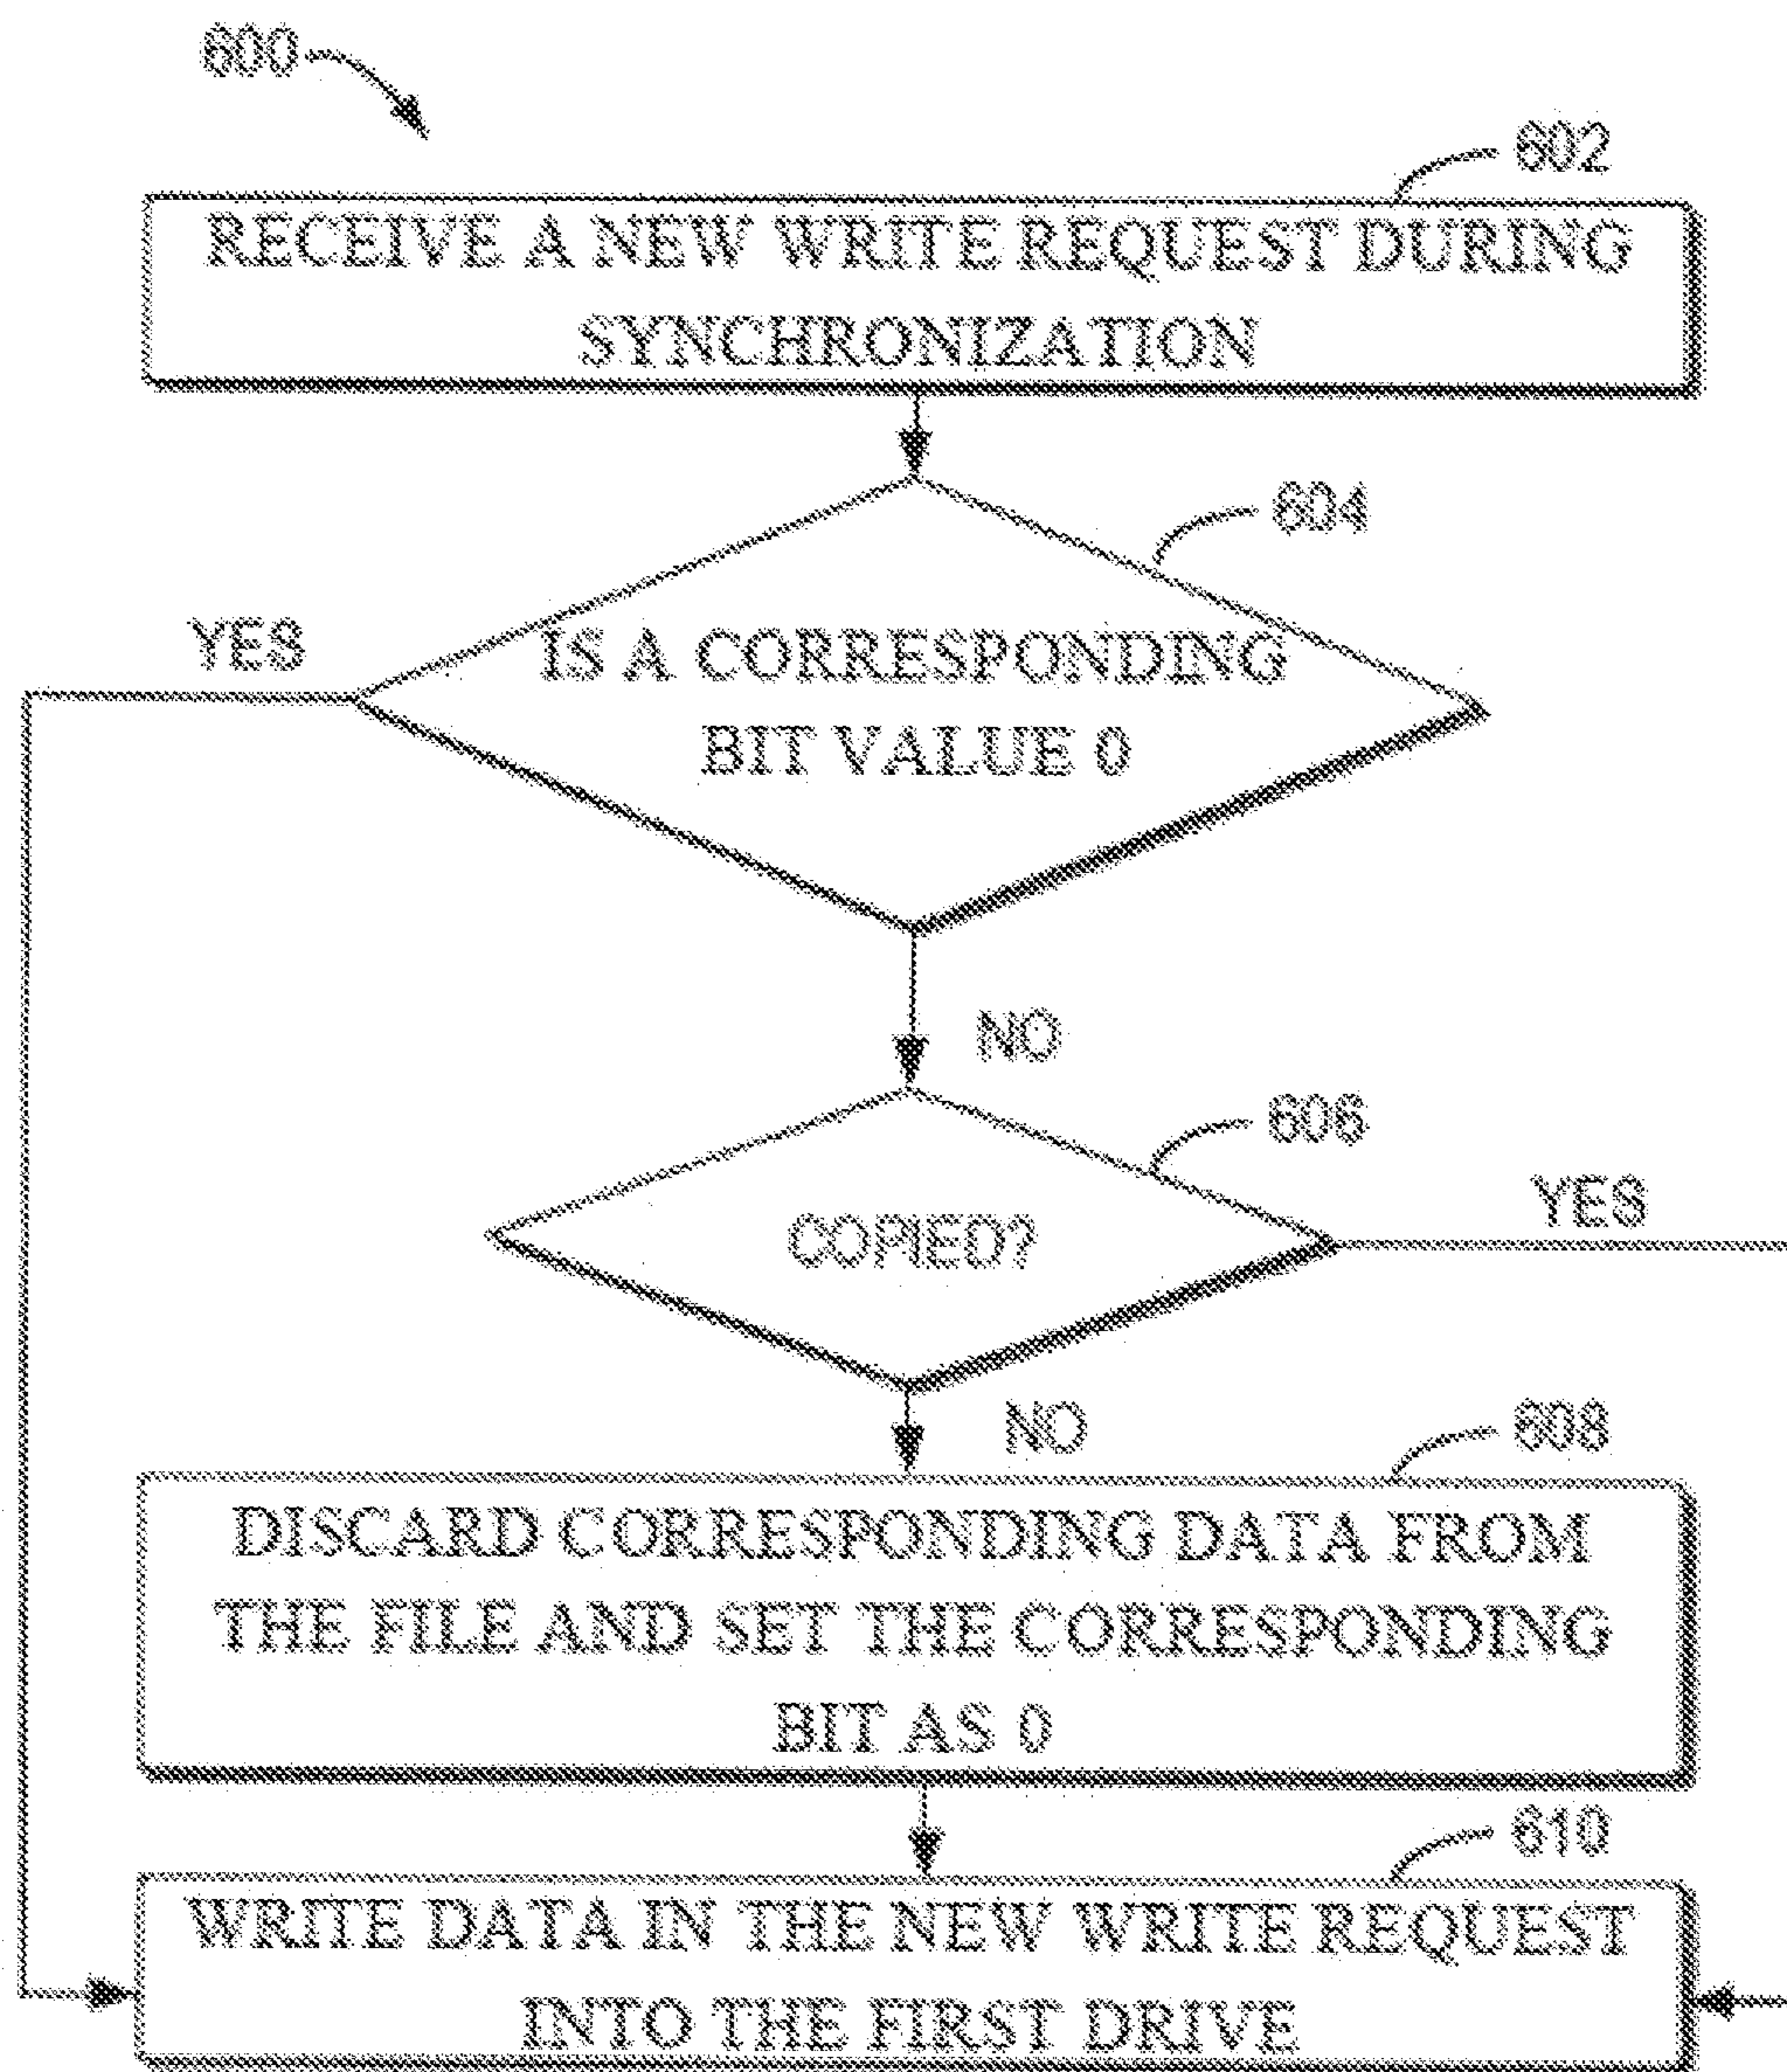 600
602
RECEIVE A NEW WRITE REQUEST DURING
SYNCHRONIZATION
604
YES
IS A CORRESPONDING
BIT VALUE 0
NO
606
YES
COPIED?
NO
608
DISCARD CORRESPONDING DATA FROM
THE FILE AND SET THE CORRESPONDING
BIT AS 0
610
WRITE DATA IN THE NEW WRITE REQUEST
INTO THE FIRST DRIVE